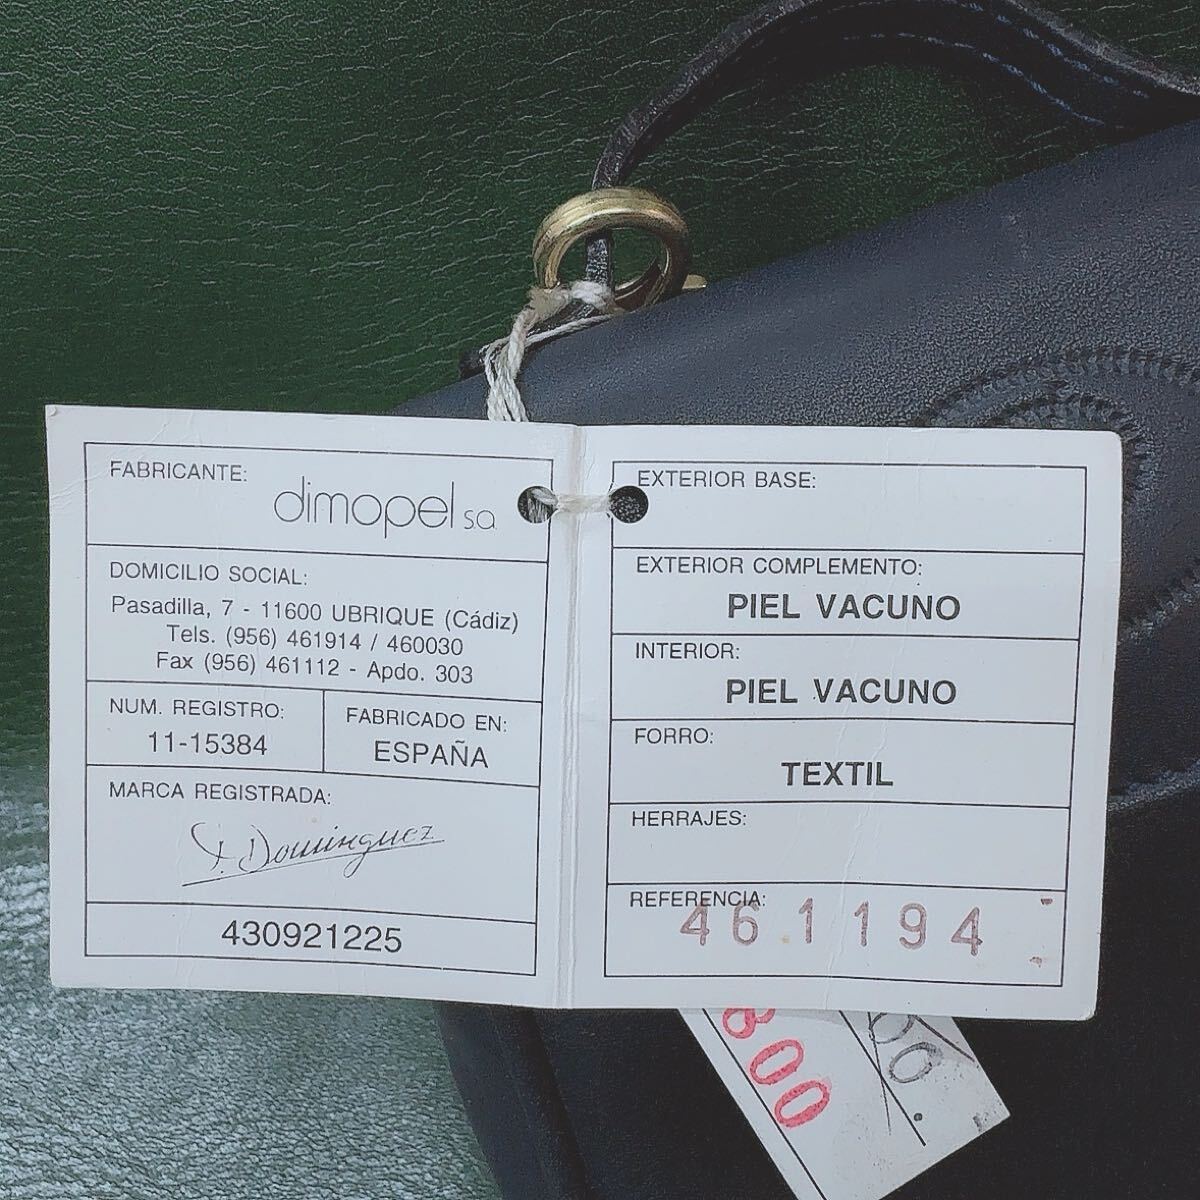 FABRICANTE:
dimopel sa
DOMICILIO SOCIAL:
Pasadilla, 7 - 11600 UBRIQUE (Cádiz)
Tels. (956) 461914 / 460030
Fax (956) 461112 - Apdo. 303
NUM. REGISTRO:
11-15384
FABRICADO EN:
ESPAÑA
MARCA REGISTRADA:
F. Dominguez
430921225
EXTERIOR BASE:
EXTERIOR COMPLEMENTO:
PIEL VACUNO
INTERIOR:
PIEL VACUNO
FORRO:
TEXTIL
HERRAJES:
REFERENCIA:
46.1194
800